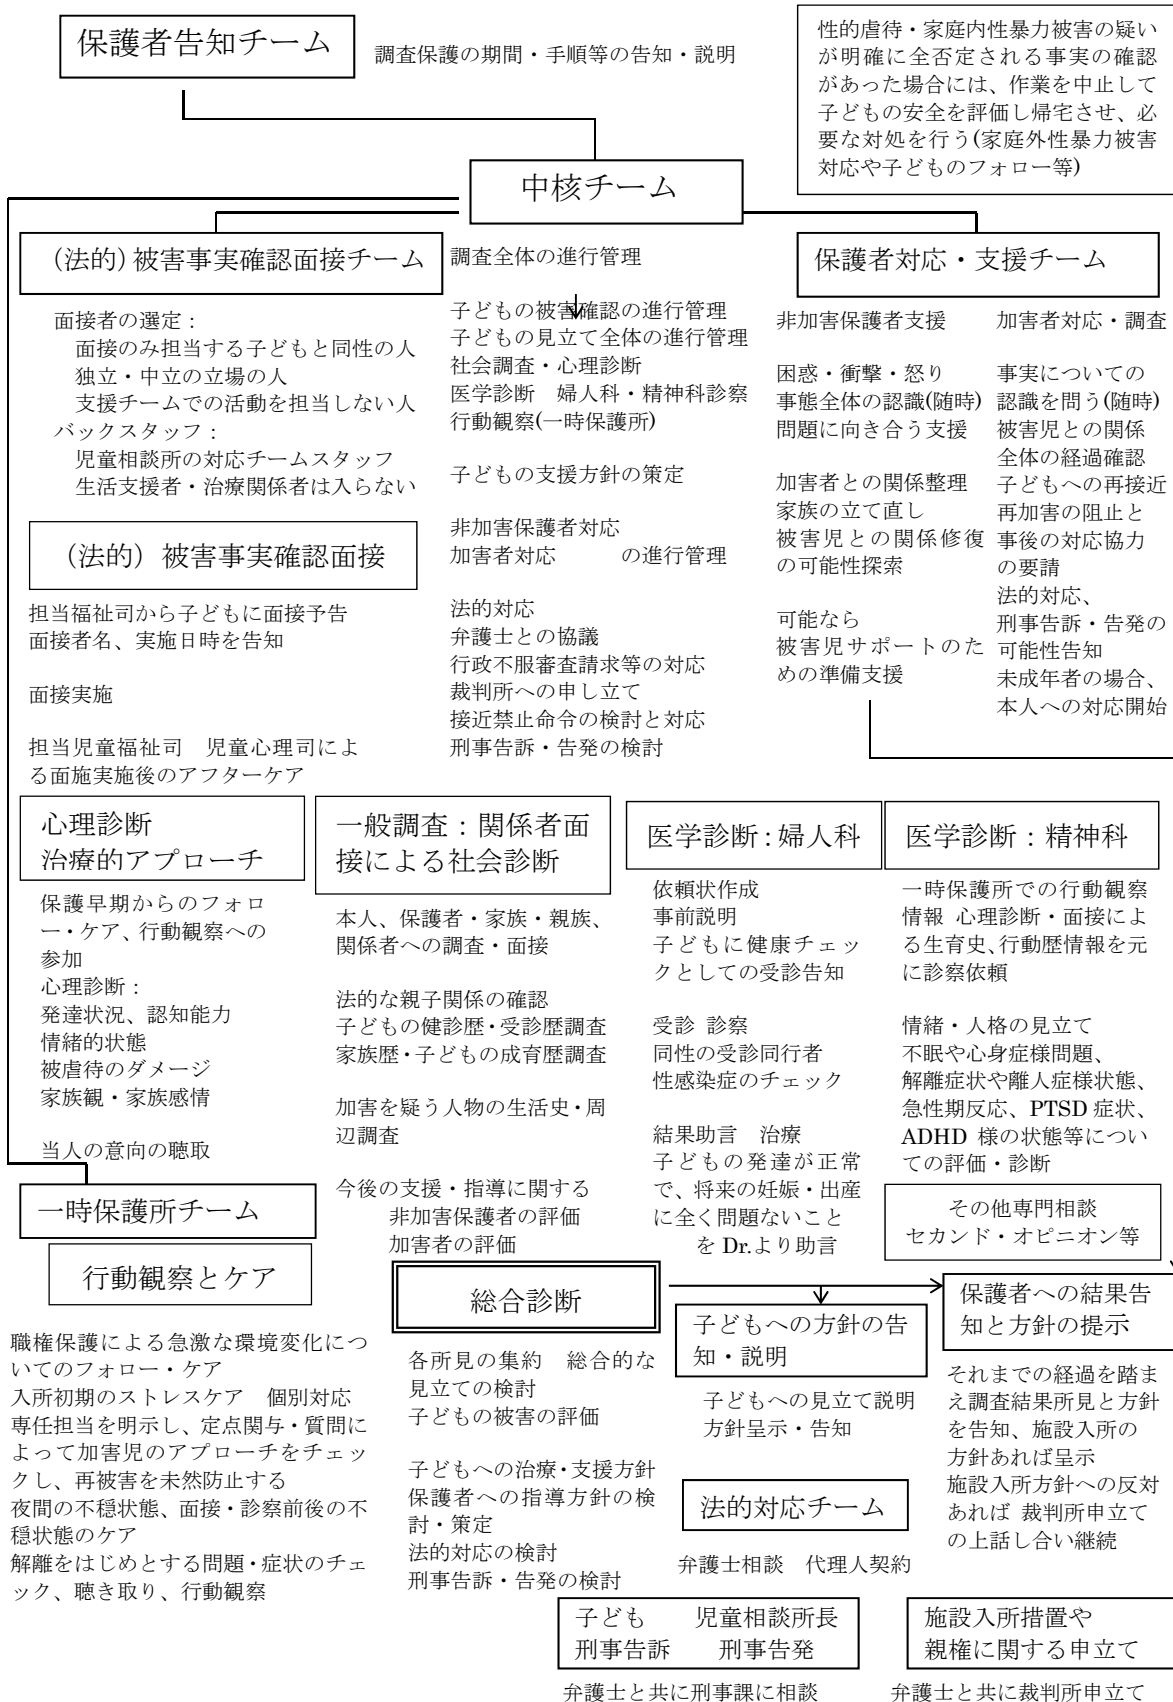 保護者告知チーム
調査保護の期間・手順等の告知・説明
性的虐待・家庭内性暴力被害の疑い
が明確に全否定される事実の確認
があった場合には、作業を中止して
子どもの安全を評価し帰宅させ、必
要な対処を行う(家庭外性暴力被害
対応や子どものフォロー等)
中核チーム
(法的)被害事実確認面接チーム
面接者の選定：
面接のみ担当する子どもと同性の人
独立・中立の立場の人
支援チームでの活動を担当しない人
バックスタッフ：
児童相談所の対応チームスタッフ
生活支援者・治療関係者は入らない
(法的) 被害事実確認面接
担当福祉司から子どもに面接予告
面接者名、実施日時を告知
面接実施
担当児童福祉司　児童心理司によ
る面施実施後のアフターケア
調査全体の進行管理
子どもの被害確認の進行管理
子どもの見立て全体の進行管理
社会調査・心理診断
医学診断　婦人科・精神科診察
行動観察(一時保護所)
子どもの支援方針の策定
非加害保護者対応
加害者対応　　　の進行管理
法的対応
弁護士との協議
行政不服審査請求等の対応
裁判所への申し立て
接近禁止命令の検討と対応
刑事告訴・告発の検討
保護者対応・支援チーム
非加害保護者支援
困惑・衝撃・怒り
事態全体の認識(随時)
問題に向き合う支援
加害者との関係整理
家族の立て直し
被害児との関係修復
の可能性探索
可能なら
被害児サポートのた
めの準備支援
加害者対応・調査
事実についての
認識を問う(随時)
被害児との関係
全体の経過確認
子どもへの再接近
再加害の阻止と
事後の対応協力
の要請
法的対応、
刑事告訴・告発の
可能性告知
未成年者の場合、
本人への対応開始
心理診断
治療的アプローチ
保護早期からのフォロ
ー・ケア、行動観察への
参加
心理診断：
発達状況、認知能力
情緒的状態
被虐待のダメージ
家族観・家族感情
当人の意向の聴取
一般調査：関係者面
接による社会診断
本人、保護者・家族・親族、
関係者への調査・面接
法的な親子関係の確認
子どもの健診歴・受診歴調査
家族歴・子どもの成育歴調査
加害を疑う人物の生活史・周
辺調査
今後の支援・指導に関する
非加害保護者の評価
加害者の評価
医学診断：婦人科
依頼状作成
事前説明
子どもに健康チェッ
クとしての受診告知
受診 診察
同性の受診同行者
性感染症のチェック
結果助言　治療
子どもの発達が正常
で、将来の妊娠・出産
に全く問題ないこと
を Dr.より助言
医学診断：精神科
一時保護所での行動観察
情報 心理診断・面接によ
る生育史、行動歴情報を元
に診察依頼
情緒・人格の見立て
不眠や心身症様問題、
解離症状や離人症様状態、
急性期反応、PTSD 症状、
ADHD 様の状態等につい
ての評価・診断
その他専門相談
セカンド・オピニオン等
一時保護所チーム
行動観察とケア
職権保護による急激な環境変化につ
いてのフォロー・ケア
入所初期のストレスケア　個別対応
専任担当を明示し、定点関与・質問に
よって加害児のアプローチをチェッ
クし、再被害を未然防止する
夜間の不穏状態、面接・診察前後の不
穏状態のケア
解離をはじめとする問題・症状のチェ
ック、聴き取り、行動観察
総合診断
各所見の集約　総合的な
見立ての検討
子どもの被害の評価
子どもへの治療・支援方針
保護者への指導方針の検
討・策定
法的対応の検討
刑事告訴・告発の検討
子どもへの方針の告
知・説明
子どもへの見立て説明
方針呈示・告知
保護者への結果告
知と方針の提示
それまでの経過を踏ま
え調査結果所見と方針
を告知、施設入所の
方針あれば呈示
施設入所方針への反対
あれば 裁判所申立て
の上話し合い継続
法的対応チーム
弁護士相談　代理人契約
子ども　　児童相談所長
刑事告訴　　刑事告発
弁護士と共に刑事課に相談
施設入所措置や
親権に関する申立て
弁護士と共に裁判所申立て